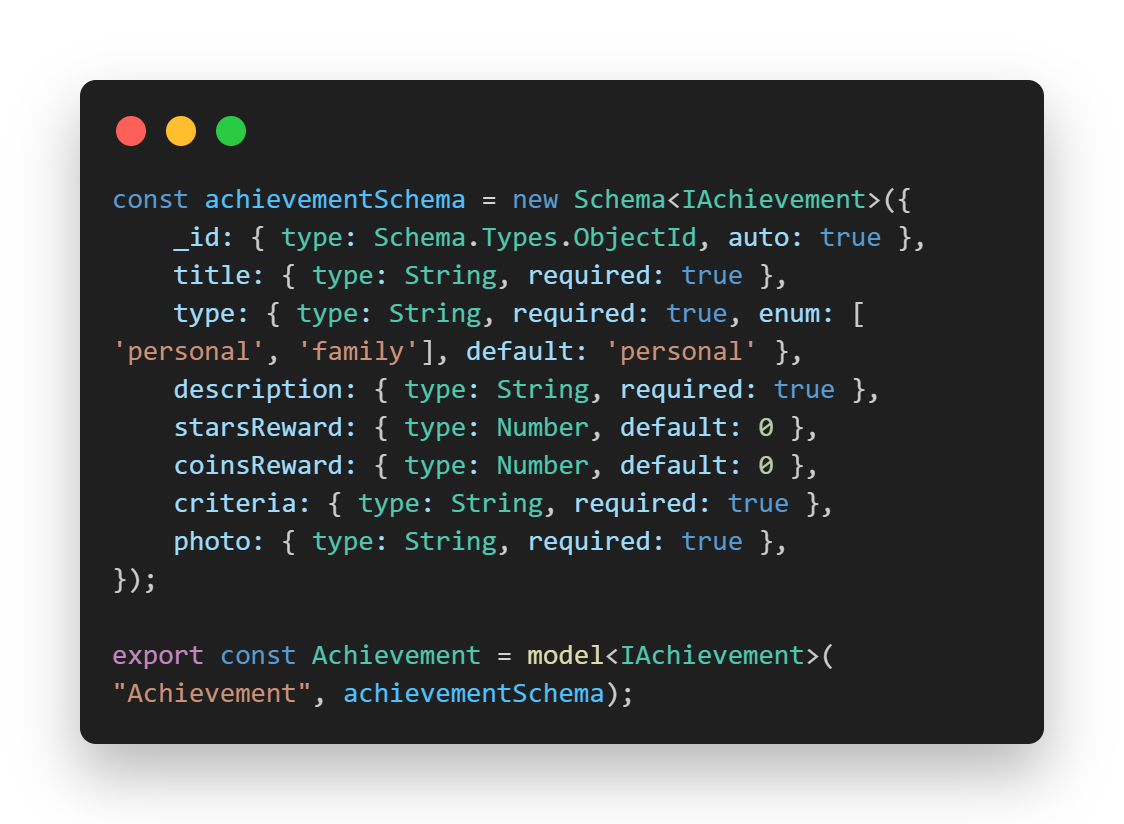 const achievementSchema = new Schema<IAchievement>({
    _id: { type: Schema.Types.ObjectId, auto: true },
    title: { type: String, required: true },
    type: { type: String, required: true, enum: [
'personal', 'family'], default: 'personal' },
    description: { type: String, required: true },
    starsReward: { type: Number, default: 0 },
    coinsReward: { type: Number, default: 0 },
    criteria: { type: String, required: true },
    photo: { type: String, required: true },
});

export const Achievement = model<IAchievement>(
"Achievement", achievementSchema);